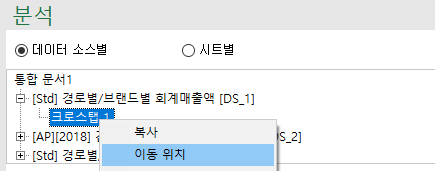 분석
데이터 소스별 시트별
통합 문서1
[Std] 경로별/브랜드별 회계매출액 [DS_1]
크로스탭 1
복사
[AP][2018] DS_2]
이동 위치
[Std] 경로별/